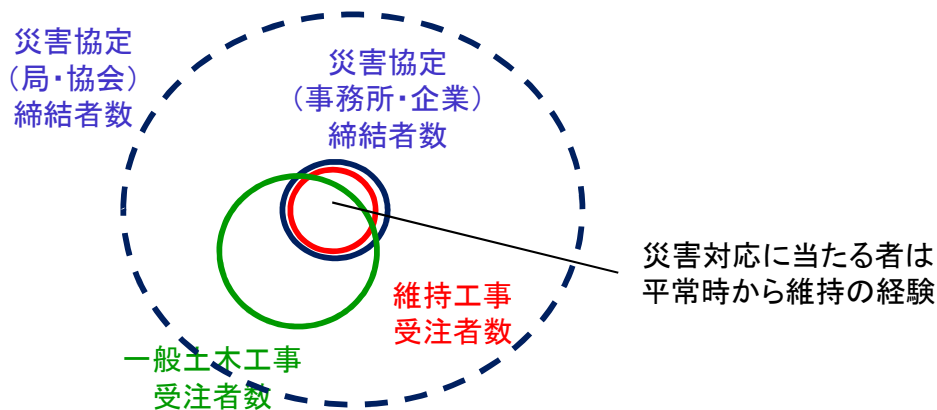 災害協定
（局・協会）
締結者数
災害協定
（事務所・企業）
締結者数
災害対応に当たる者は
平常時から維持の経験
維持工事
受注者数
一般土木工事
受注者数